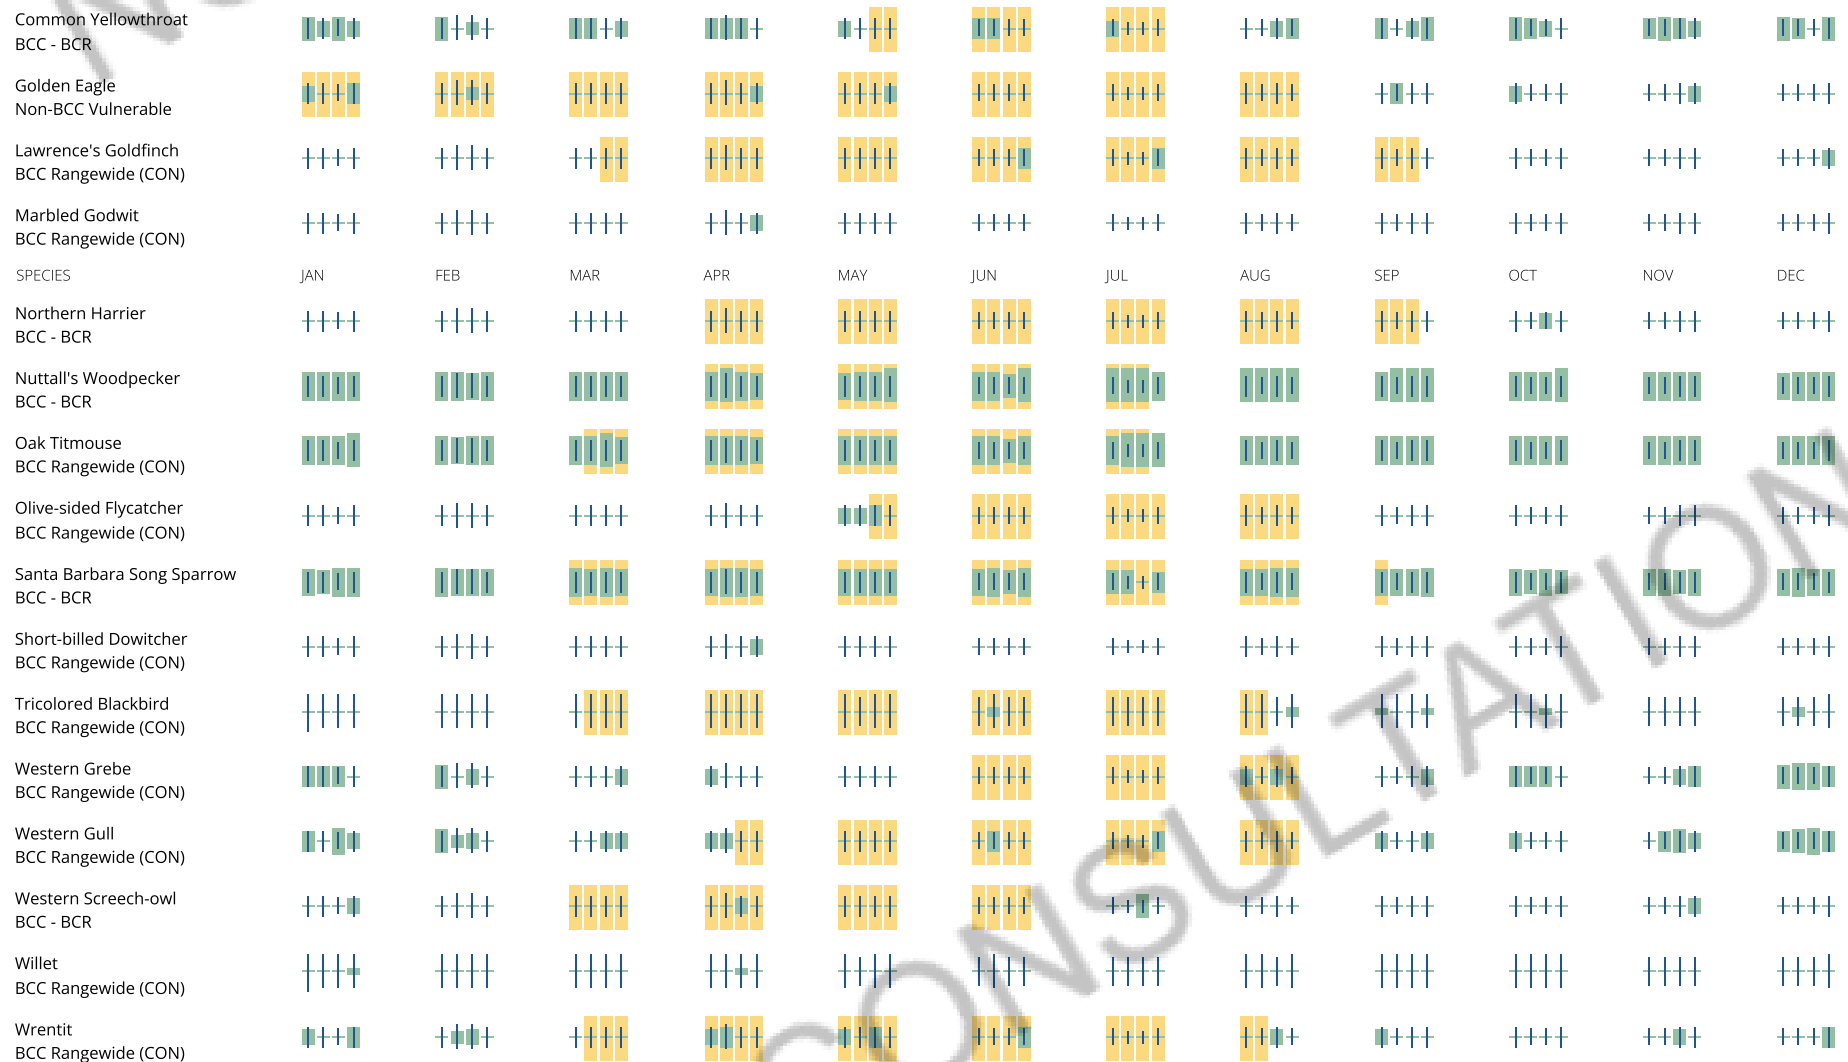 Common Yellowthroat
BCC - BCR
Golden Eagle
Non-BCC Vulnerable
Lawrence's Goldfinch
BCC Rangewide (CON)
Marbled Godwit
BCC Rangewide (CON)
SPECIES JAN FEB MAR APR MAY JUN JUL AUG SEP OCT NOV DEC
Northern Harrier
BCC - BCR
Nuttall's Woodpecker
BCC - BCR
Oak Titmouse
BCC Rangewide (CON)
Olive-sided Flycatcher
BCC Rangewide (CON)
Santa Barbara Song Sparrow
BCC - BCR
Short-billed Dowitcher
BCC Rangewide (CON)
Tricolored Blackbird
BCC Rangewide (CON)
Western Grebe
BCC Rangewide (CON)
Western Gull
BCC Rangewide (CON)
Western Screech-owl
BCC - BCR
Willet
BCC Rangewide (CON)
Wrentit
BCC Rangewide (CON)
CONSULTATION